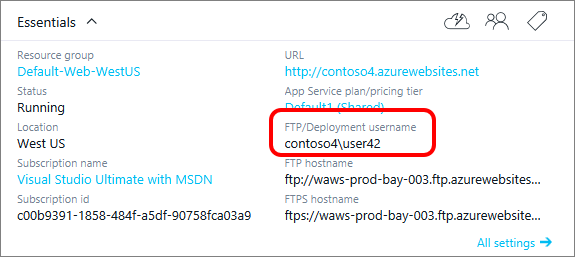 Essentials
Resource group
Default-Web-WestUS
Status
Running
Location
West US
Subscription name
Visual Studio Ultimate with MSDN
Subscription id
c00b9391-1858-484f-a5df-90758fca03a9
URL
http://contoso4.azurewebsites.net
App Service plan/pricing tier
Default1 (Shared)
FTP/Deployment username
contoso4\user42
FTP hostname
ftp://waws-prod-bay-003.ftp.azurewebsites...
FTPS hostname
ftps://waws-prod-bay-003.ftp.azurewebsite...
All settings →